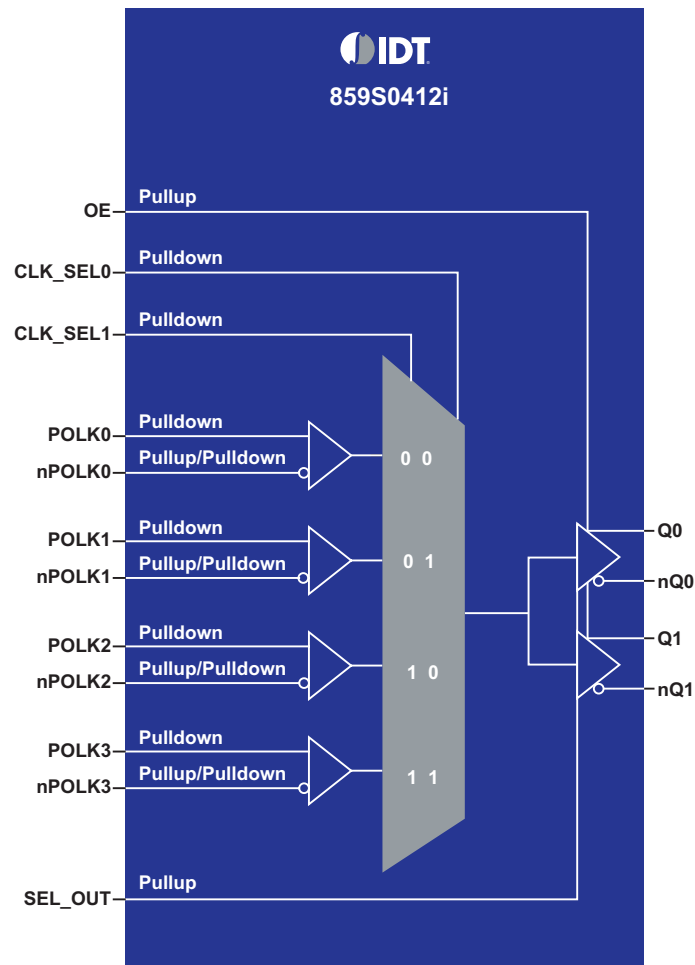 IDT
859S0412i
OE Pullup
CLK_SEL0 Pulldown
CLK_SEL1 Pulldown
POLK0 Pulldown
nPOLK0 Pullup/Pulldown
0 0
POLK1 Pulldown
nPOLK1 Pullup/Pulldown
0 1
POLK2 Pulldown
nPOLK2 Pullup/Pulldown
1 0
POLK3 Pulldown
nPOLK3 Pullup/Pulldown
1 1
Q0
nQ0
Q1
nQ1
SEL_OUT Pullup